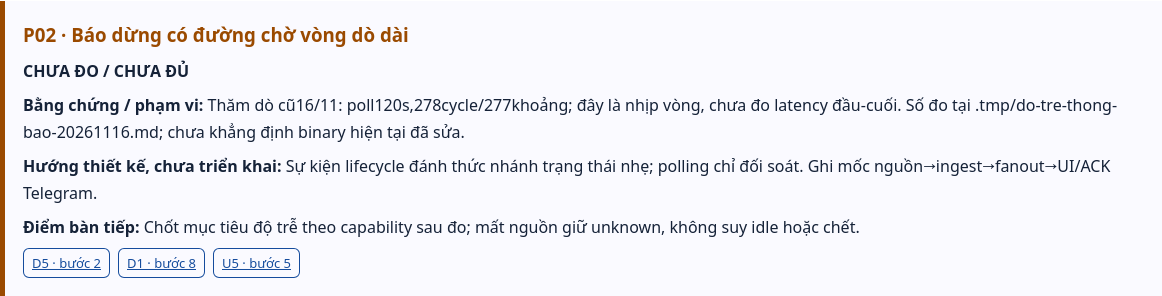 P02 · Báo dừng có đường chờ vòng dò dài
CHƯA ĐO / CHƯA ĐỦ
Bằng chứng / phạm vi: Thăm dò cũ16/11: poll120s,278cycle/277khoảng; đây là nhịp vòng, chưa đo latency đầu-cuối. Số đo tại .tmp/do-tre-thong-
bao-20261116.md; chưa khẳng định binary hiện tại đã sửa.
Hướng thiết kế, chưa triển khai: Sự kiện lifecycle đánh thức nhánh trạng thái nhẹ; polling chỉ đối soát. Ghi mốc nguồn→ingest→fanout→UI/ACK
Telegram.
Điểm bàn tiếp: Chốt mục tiêu độ trễ theo capability sau đo; mất nguồn giữ unknown, không suy idle hoặc chết.
D5 · bước 2 D1 · bước 8 U5 · bước 5